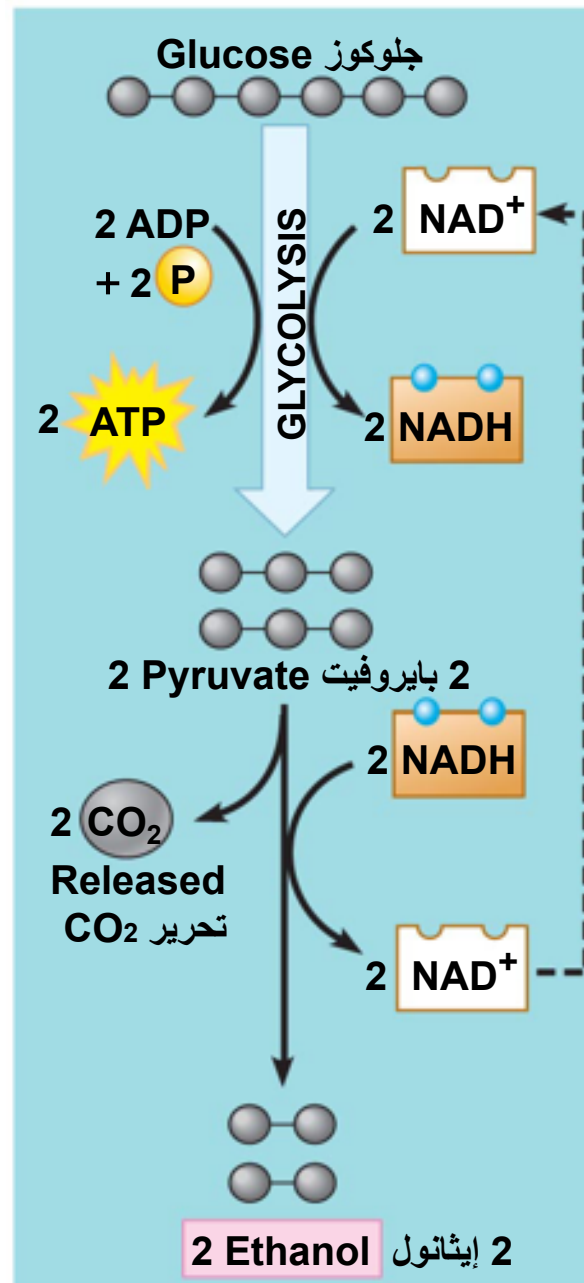 Glucose جلوكوز
2 ADP
+ 2 P
2 ATP
GLYCOLYSIS
2 NAD⁺
2 NADH
2 Pyruvate بايروفيت 2
2 NADH
2 CO₂
Released
تحرير CO₂
2 NAD⁺
2 Ethanol إيثانول 2